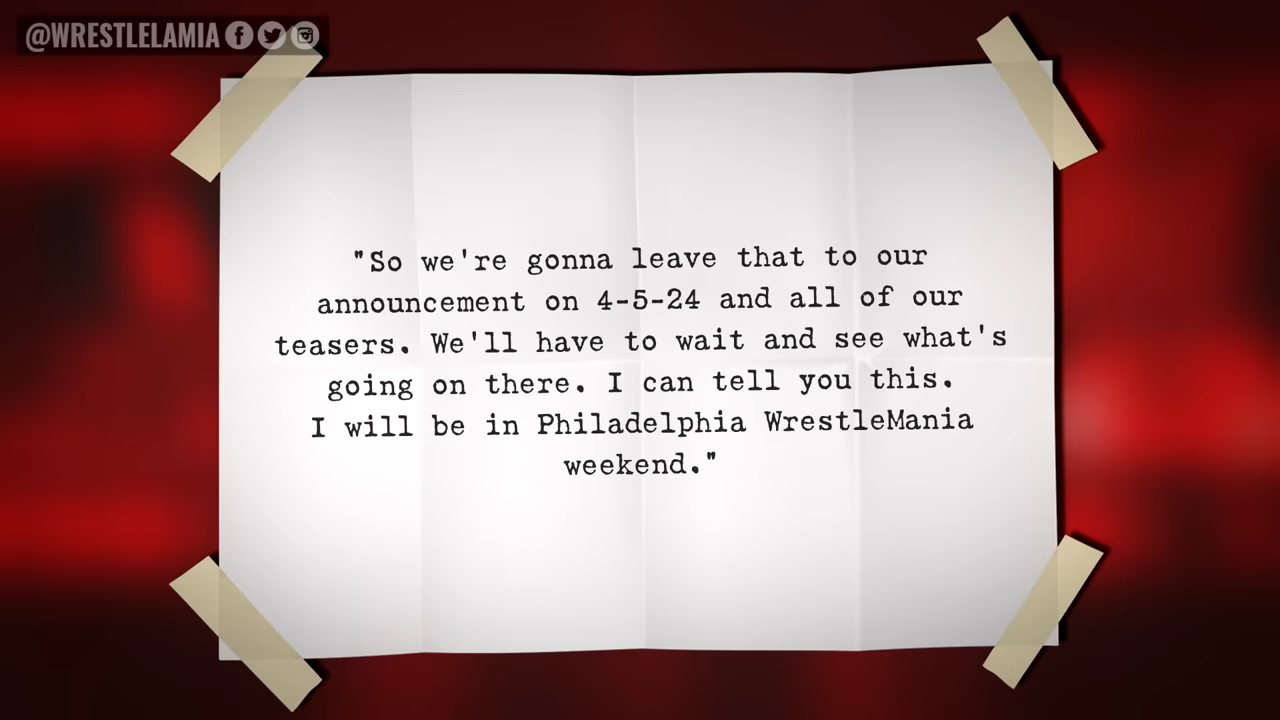 @WRESTLELAMIA
"So we're gonna leave that to our
announcement on 4-5-24 and all of our
teasers. We'll have to wait and see what's
going on there. I can tell you this.
I will be in Philadelphia WrestleMania
weekend."